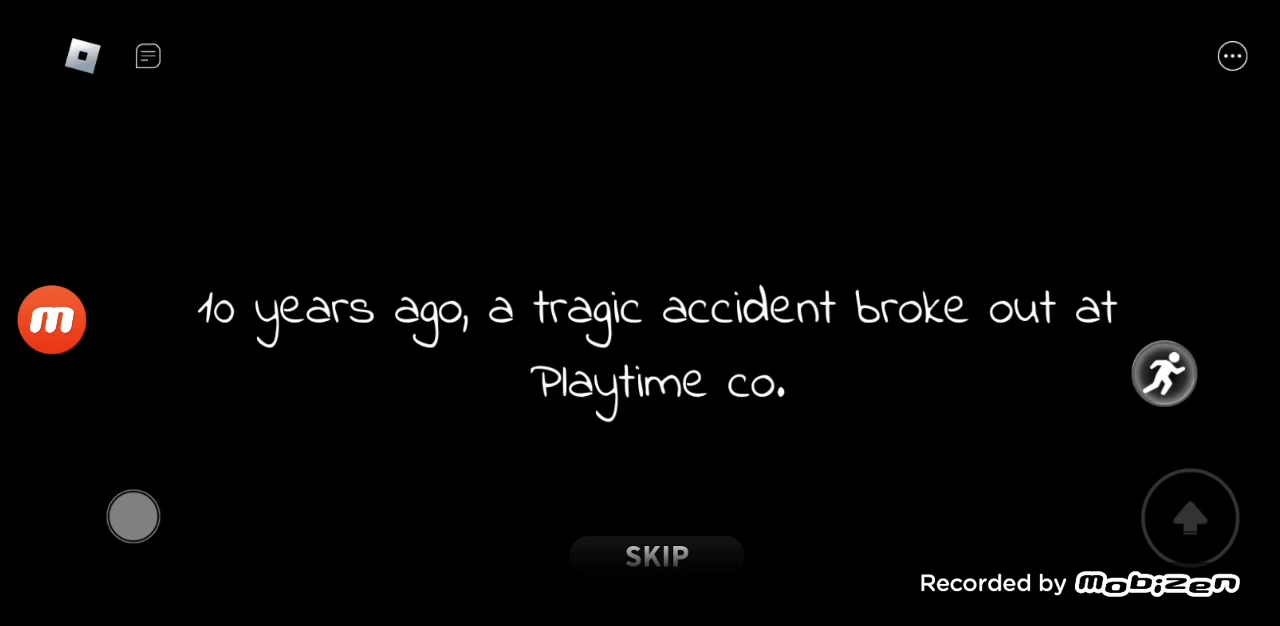 10 years ago, a tragic accident broke out at
Playtime co.
SKIP
Recorded by mobizen